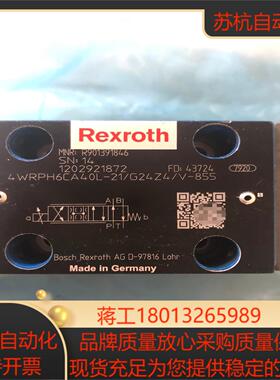 苏杭自动
Rexroth
MNR: R901391846
SN: 14
1202921872
FD: 43724
7920
4WRPH6CA40L-21/G24Z4/V-855
A B
P T
Bosch Rexroth AG D-97816 Lohr
Made in Germany
蒋工18013265989
自动化
开票
品牌质量放心采购无忧
现货充足为您提供稳定的